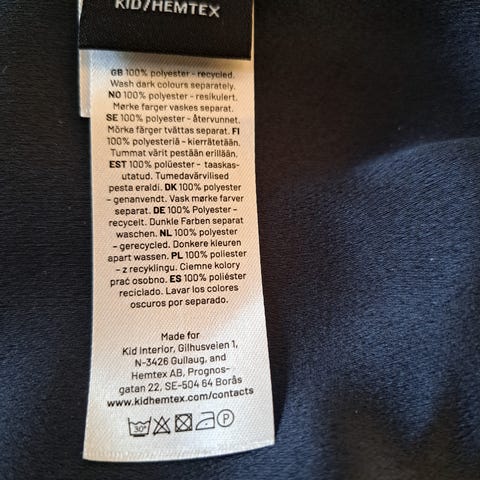 KID/HEMTEX
GB 100% polyester - recycled.
Wash dark colours separately.
NO 100% polyester - resikulert.
Mørke farger vaskes separat.
SE 100% polyester - återvunnet.
Mörka färger tvättas separat. FI
100% polyesteriä - kierrätetty.
Tummat värit pestään erillään.
EST 100% polüester - taaskas-
utatud. Tumedavärvilised
pesta eraldi. DK 100% polyester
- genanvendt. Vask mørke farver
separat. DE 100% Polyester -
recycelt. Dunkle Farben separat
waschen. NL 100% polyester
- gerecycled. Donkere kleuren
apart wassen. PL 100% poliester
- z recyklingu. Ciemne kolory
prać osobno. ES 100% poliéster
reciclado. Lavar los colores
oscuros por separado.
Made for
Kid Interior, Gilhusveien 1,
N-3426 Gullaug, and
Hemtex AB, Prognos-
gatan 22, SE-504 64 Borås
www.kidhemtex.com/contacts
30° P